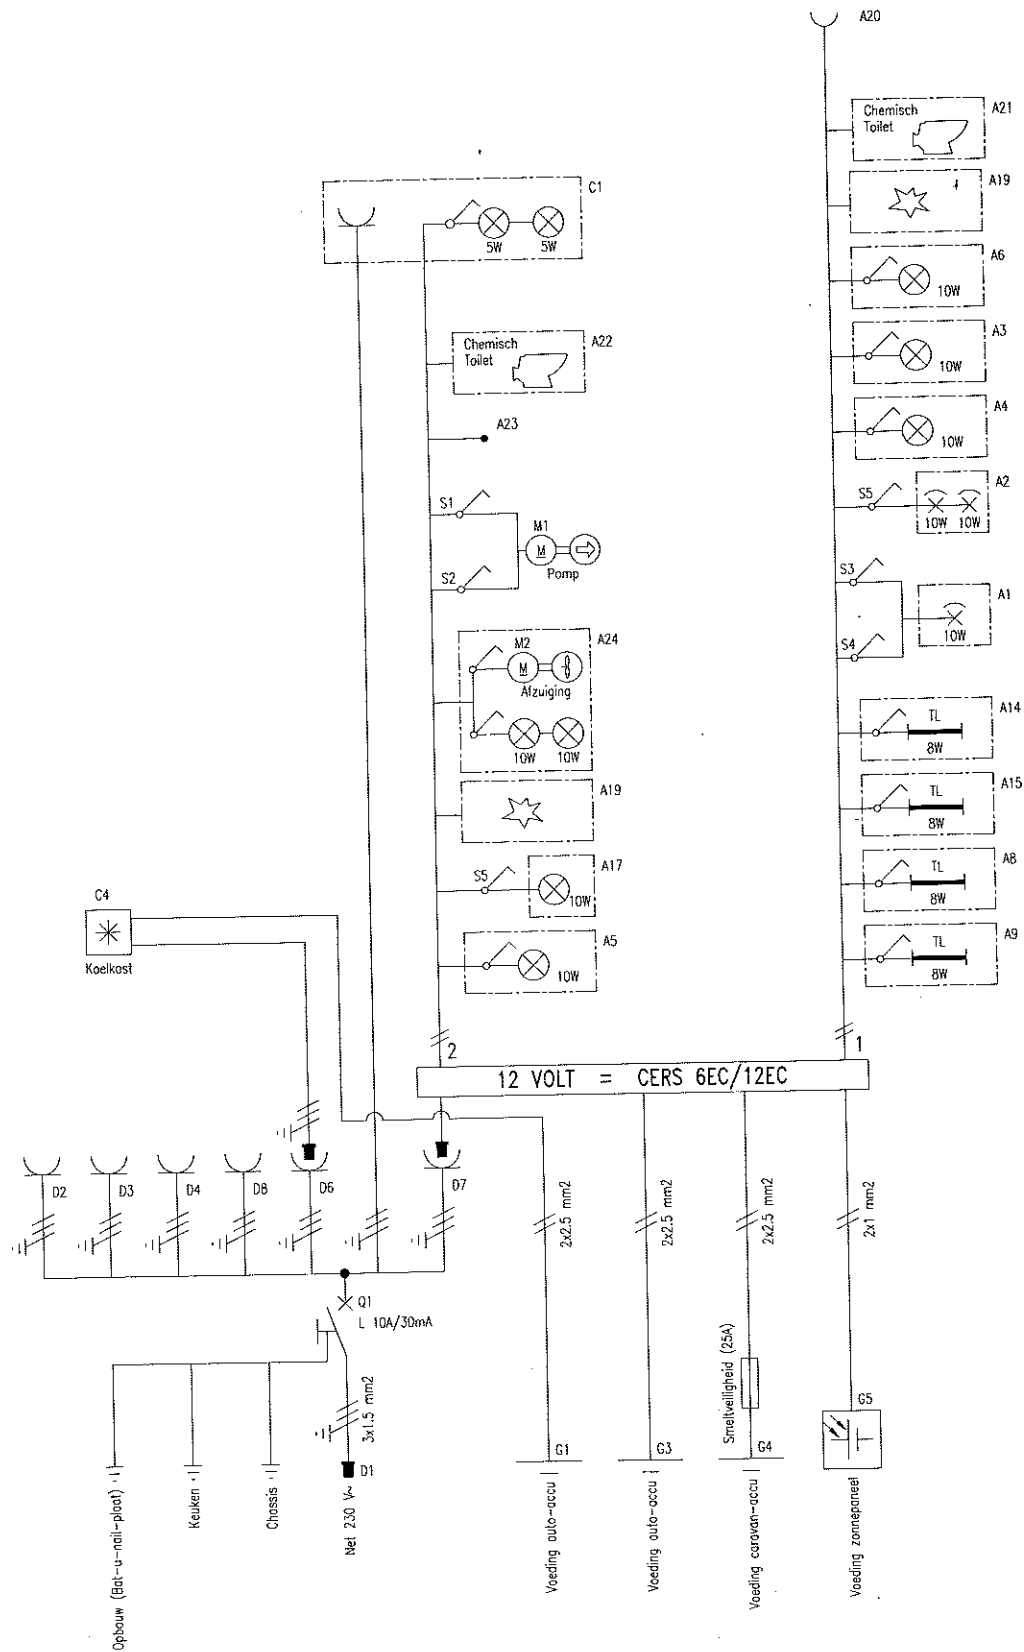 A20
Chemisch
Toilet
A21
A19
A6
10W
A3
10W
A4
10W
S5
A2
10W 10W
S3
A1
10W
S4
A14
TL
8W
A15
TL
8W
A8
TL
8W
A9
TL
8W
1
C1
5W 5W
Chemisch
Toilet
A22
A23
S1
M1
M
S2
Pomp
A24
M2
M
Afzuiging
10W 10W
A19
S5
A17
10W
A5
10W
2
C4
Koelkast
12 VOLT = CERS 6EC/12EC
D2
D3
D4
D8
D6
D7
Q1
L 10A/30mA
3x1.5 mm2
D1
2x2.5 mm2
2x2.5 mm2
2x2.5 mm2
2x1 mm2
Smeltveiligheid (25A)
G1
G3
G4
G5
Opbouw (Bat-u-nail-plaat)
Keuken
Chassis
Net 230 V~
Voeding auto-accu
Voeding auto-accu
Voeding caravan-accu
Voeding zonnepaneel